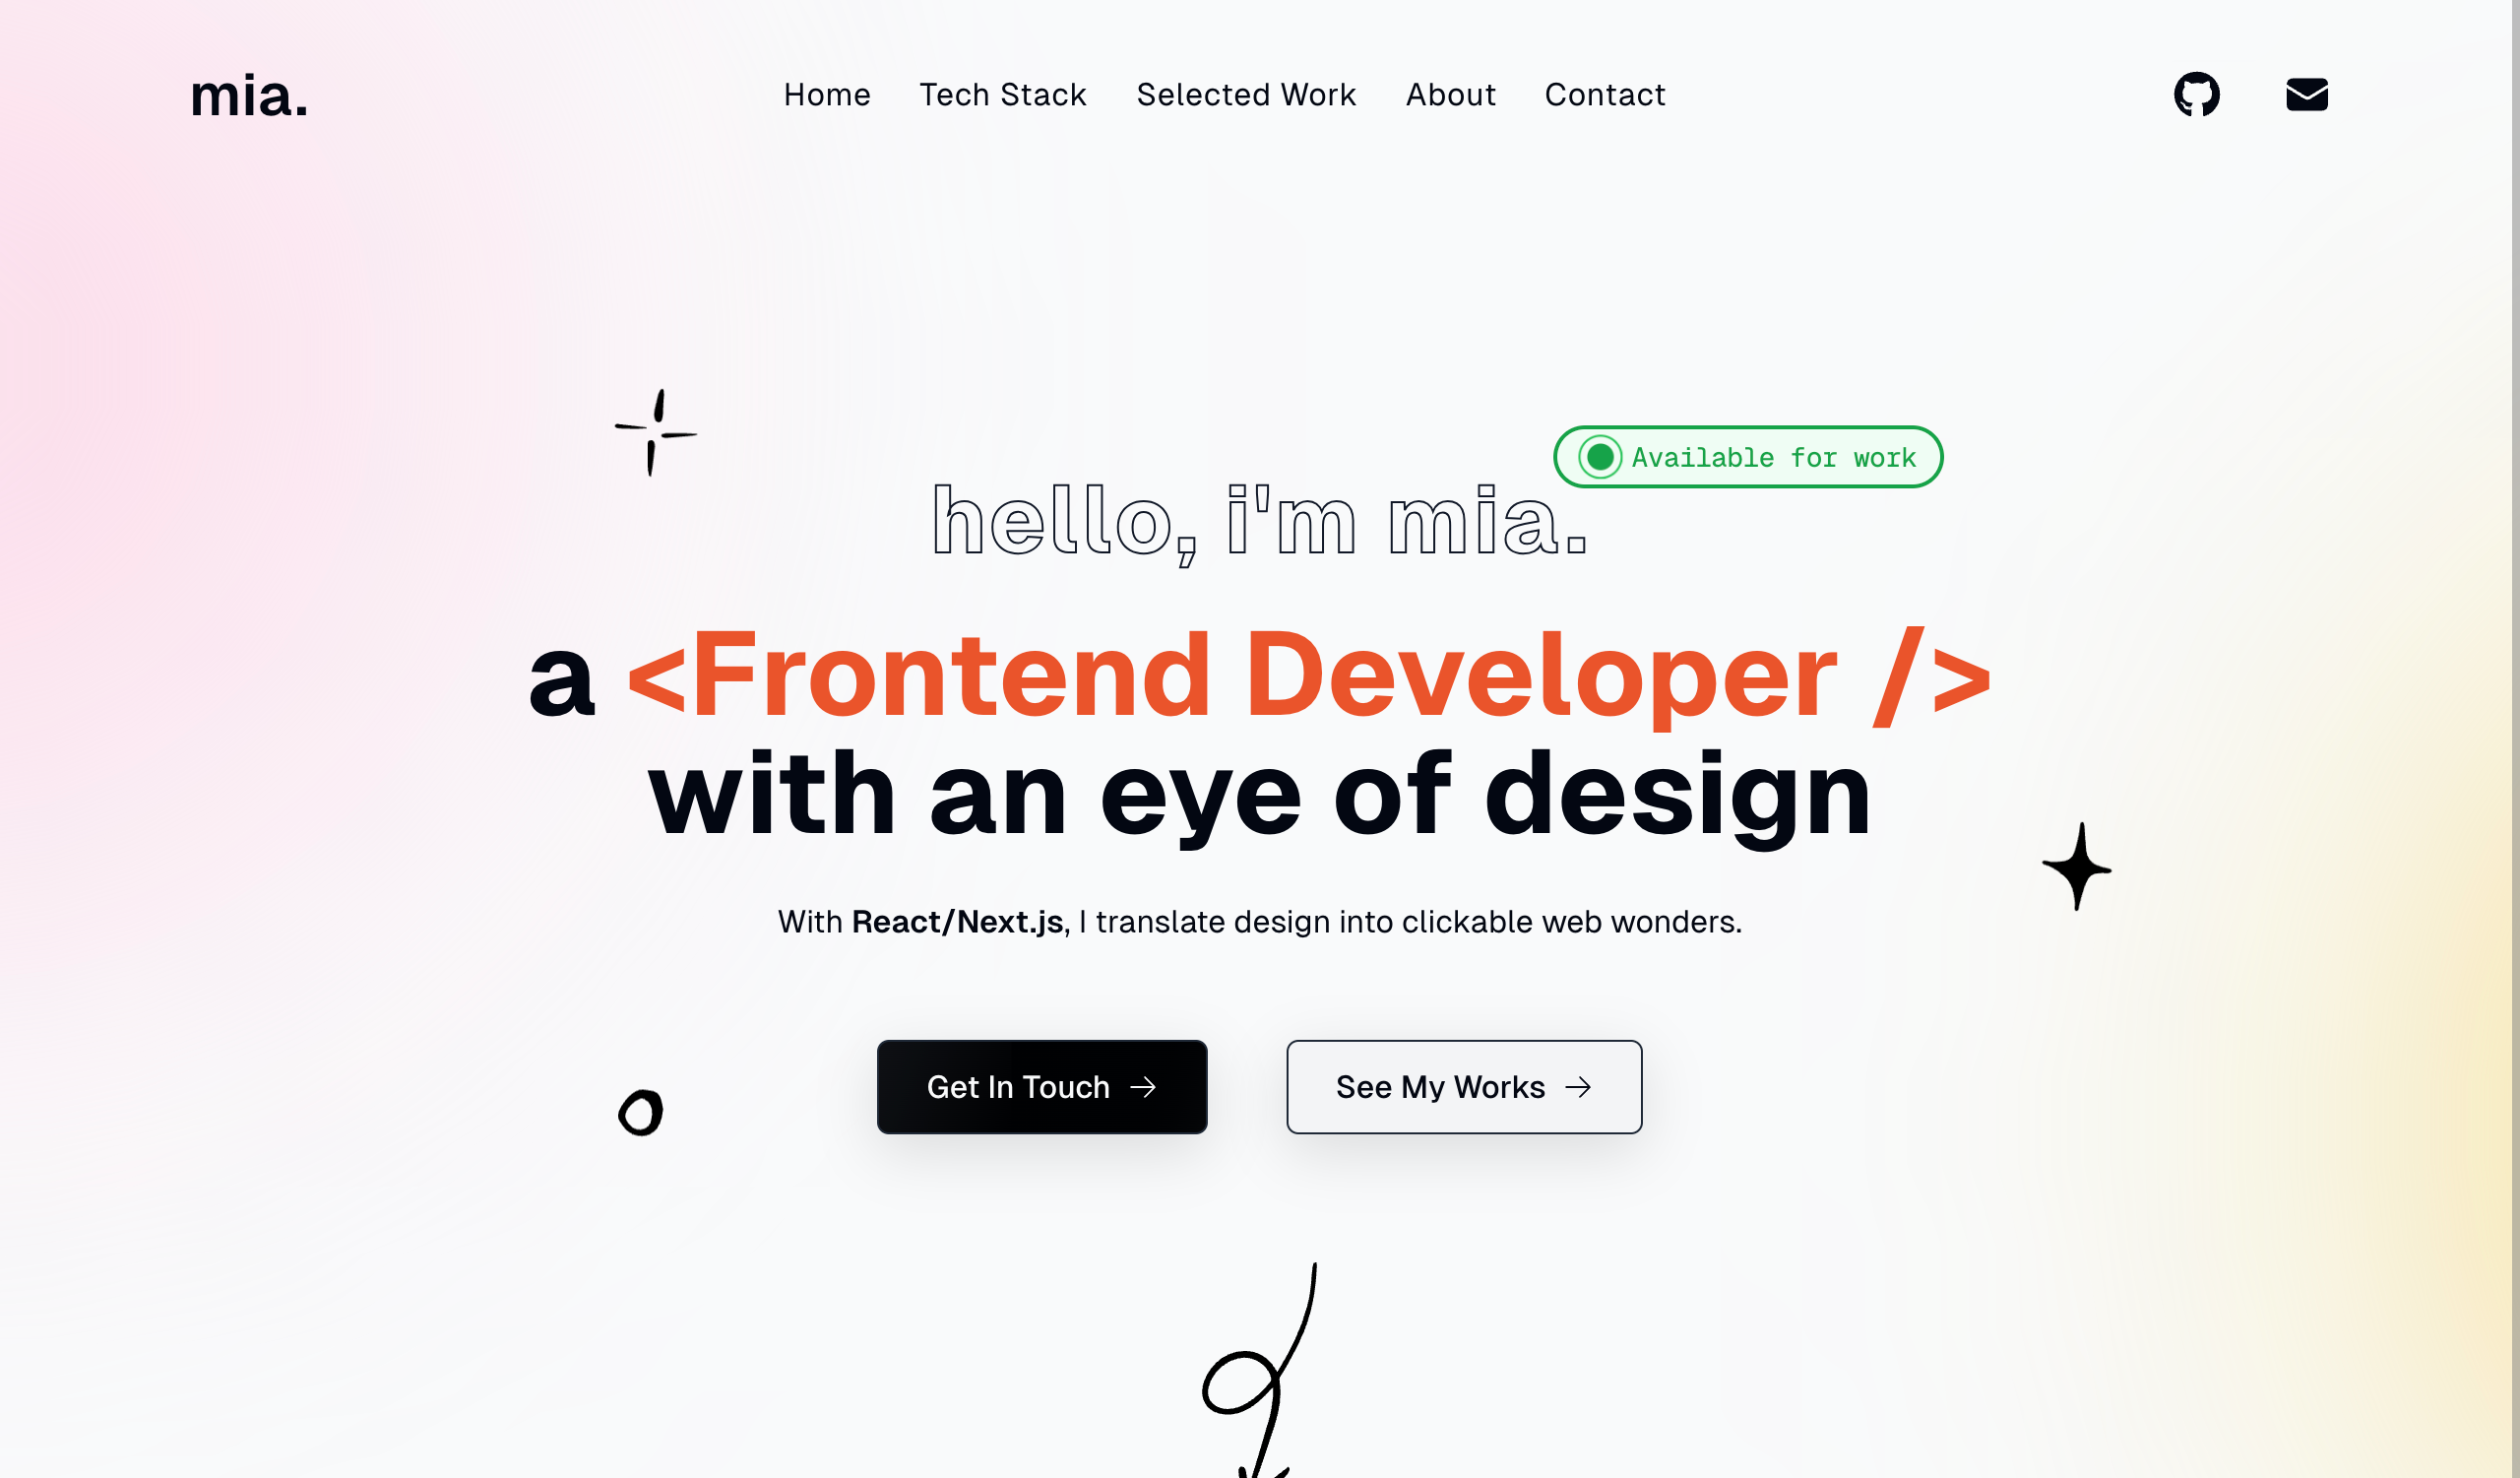 mia.
Home Tech Stack Selected Work About Contact
Available for work
hello, i'm mia.
a <Frontend Developer />
with an eye of design
With React/Next.js, I translate design into clickable web wonders.
Get In Touch
See My Works